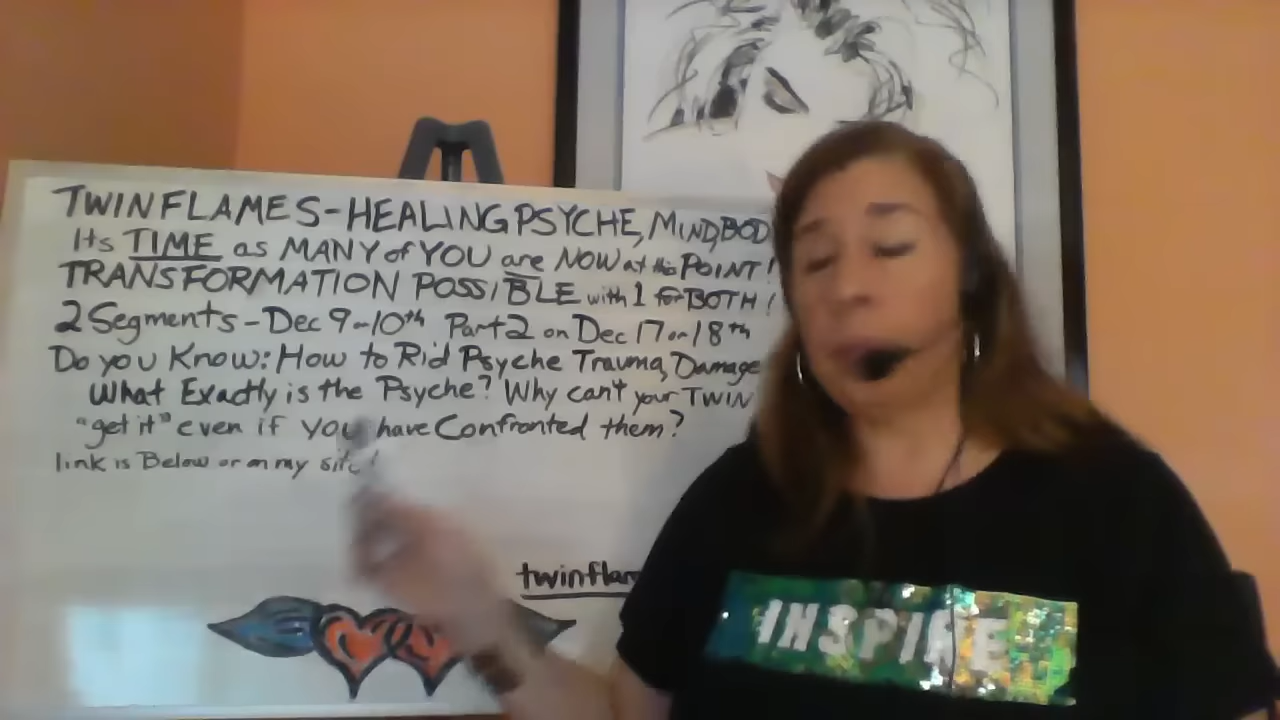 TWINFLAMES-HEALING PSYCHE, MIND, BOD
Its TIME as MANY of YOU are NOW at this POINT!
TRANSFORMATION POSSIBLE with 1 for BOTH!
2 Segments - Dec 9 or 10th Part 2 on Dec 17 or 18th
Do you Know: How to Rid Psyche Trauma, Damage
What Exactly is the Psyche? Why can't your TWIN
"get it" even if you have Confronted them?
link is Below or on my site!
twinflam
INSPIRE